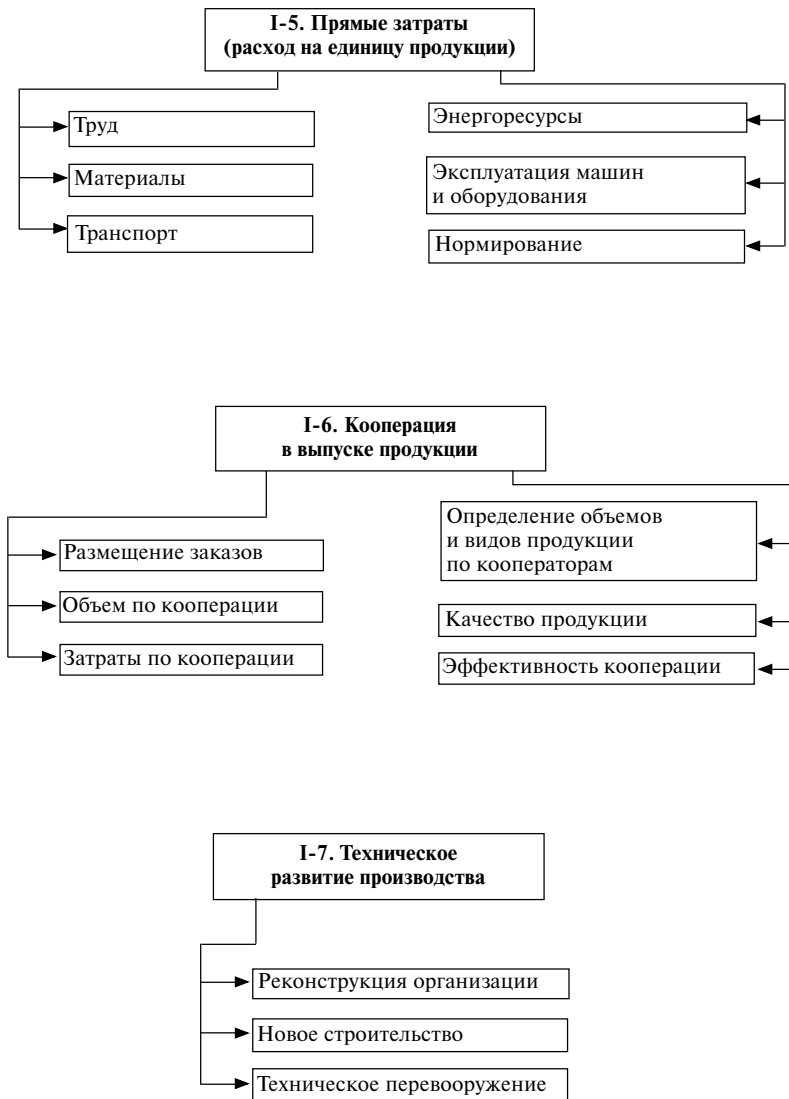 I-5. Прямые затраты
(расход на единицу продукции)
Труд
Материалы
Транспорт
Энергоресурсы
Эксплуатация машин
и оборудования
Нормирование
I-6. Кооперация
в выпуске продукции
Размещение заказов
Объем по кооперации
Затраты по кооперации
Определение объемов
и видов продукции
по кооператорам
Качество продукции
Эффективность кооперации
I-7. Техническое
развитие производства
Реконструкция организации
Новое строительство
Техническое перевооружение